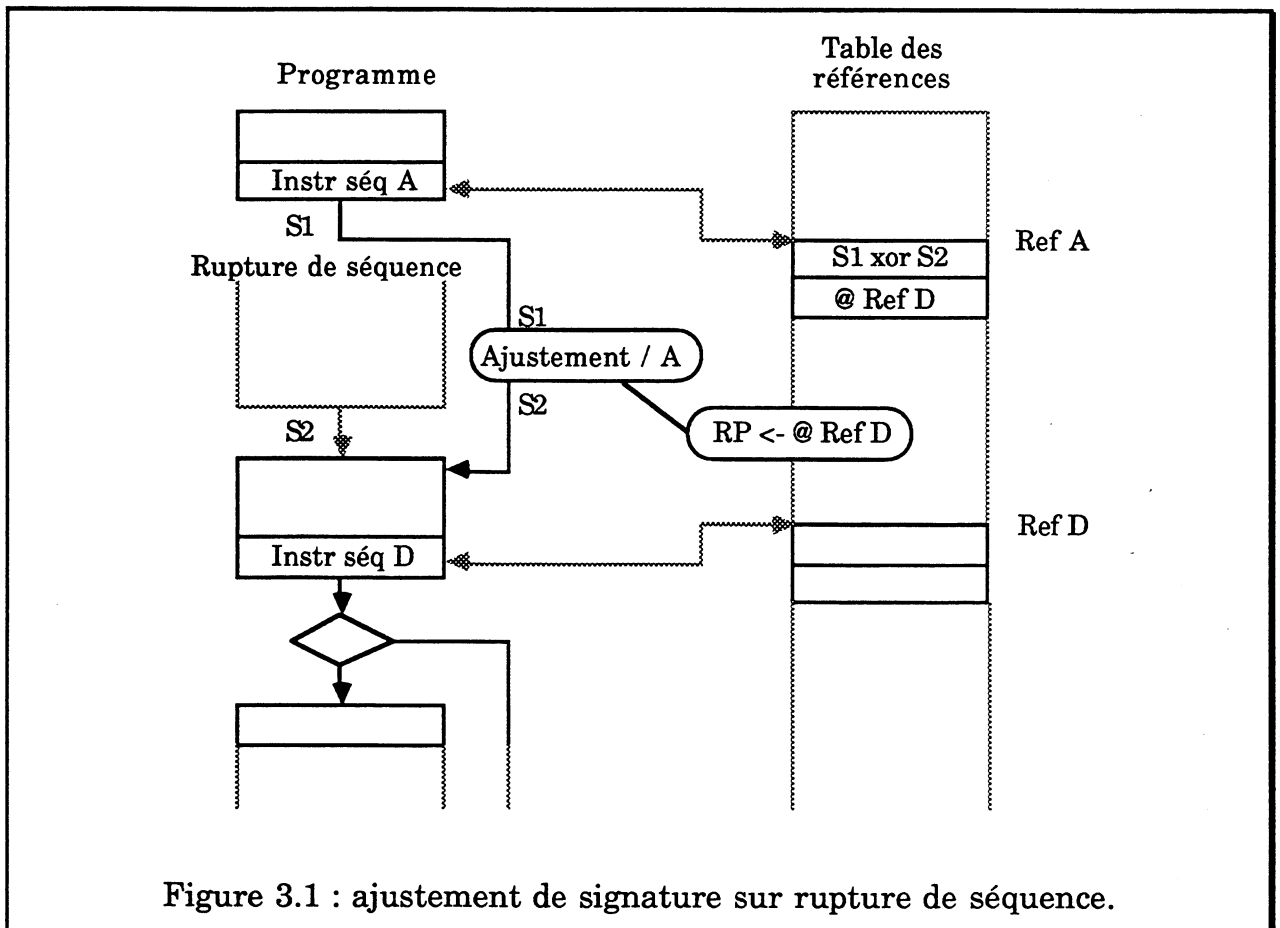 Programme
Table des
références
Instr séq A
S1
Rupture de séquence
S1
Ajustement / A
S2
S2
RP <- @ Ref D
S1 xor S2
Ref A
@ Ref D
Instr séq D
Ref D
Figure 3.1 : ajustement de signature sur rupture de séquence.